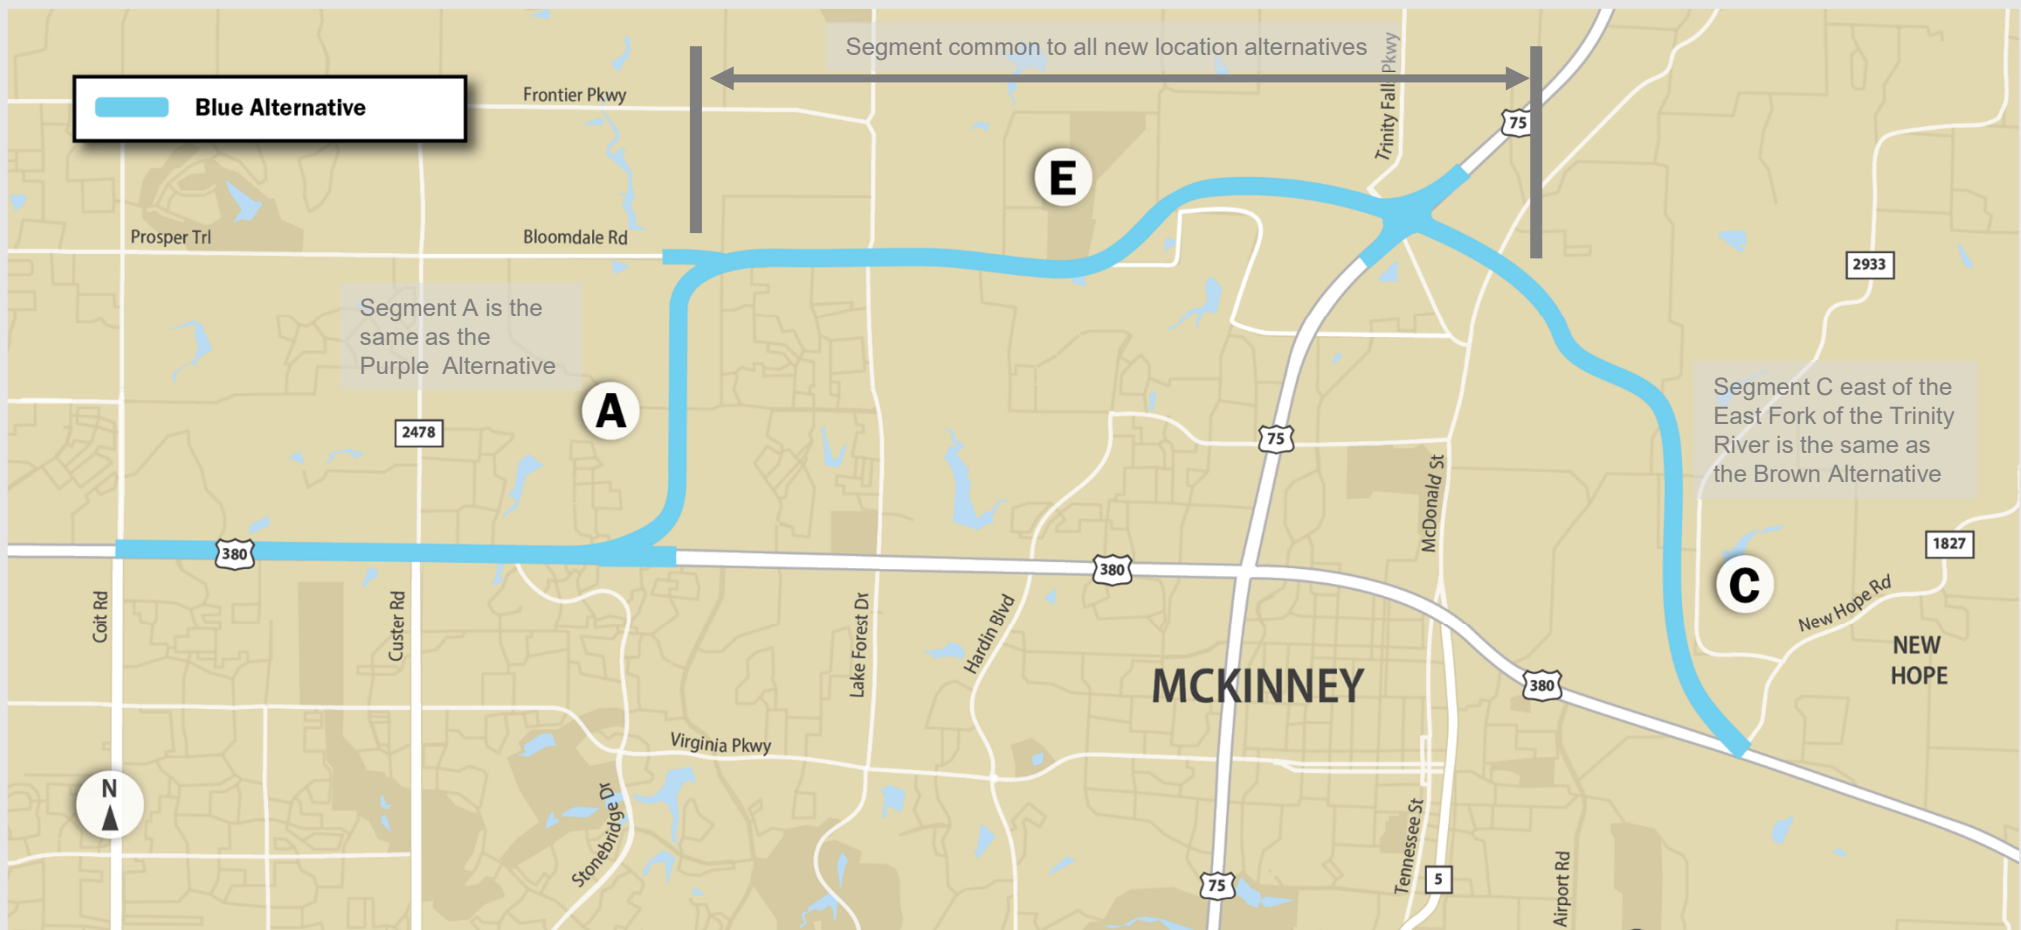 Segment common to all new location alternatives
Blue Alternative
Frontier Pkwy
Trinity Falls Pkwy
75
E
Prosper Trl
Bloomdale Rd
2933
Segment A is the
same as the
Purple Alternative
A
2478
Segment C east of the
East Fork of the Trinity
River is the same as
the Brown Alternative
75
McDonald St
380
380
1827
C
Coit Rd
Custer Rd
Lake Forest Dr
Hardin Blvd
New Hope Rd
NEW
HOPE
MCKINNEY
380
Virginia Pkwy
N
Stonebridge Dr
Tennessee St
75
5
Airport Rd